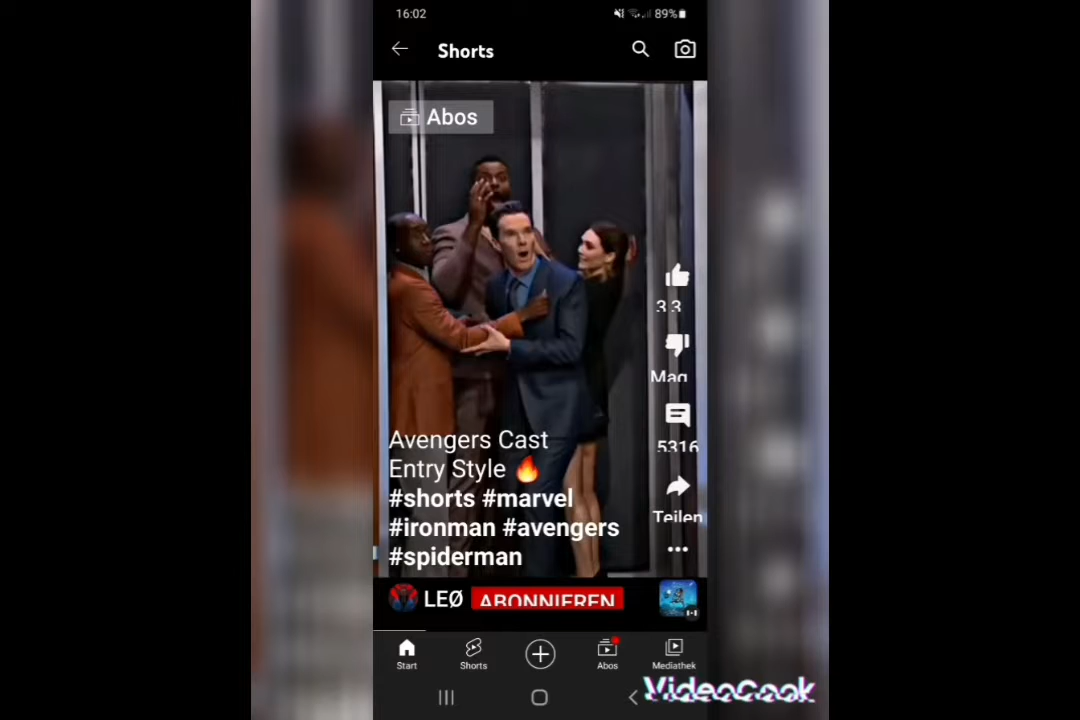 16:02
89%
Shorts
Abos
3.3
Mag
5316
Teilen
Avengers Cast
Entry Style 🔥
#shorts #marvel
#ironman #avengers
#spiderman
LEØ ABONNIEREN
Start Shorts Abos Mediathek
VideoCook